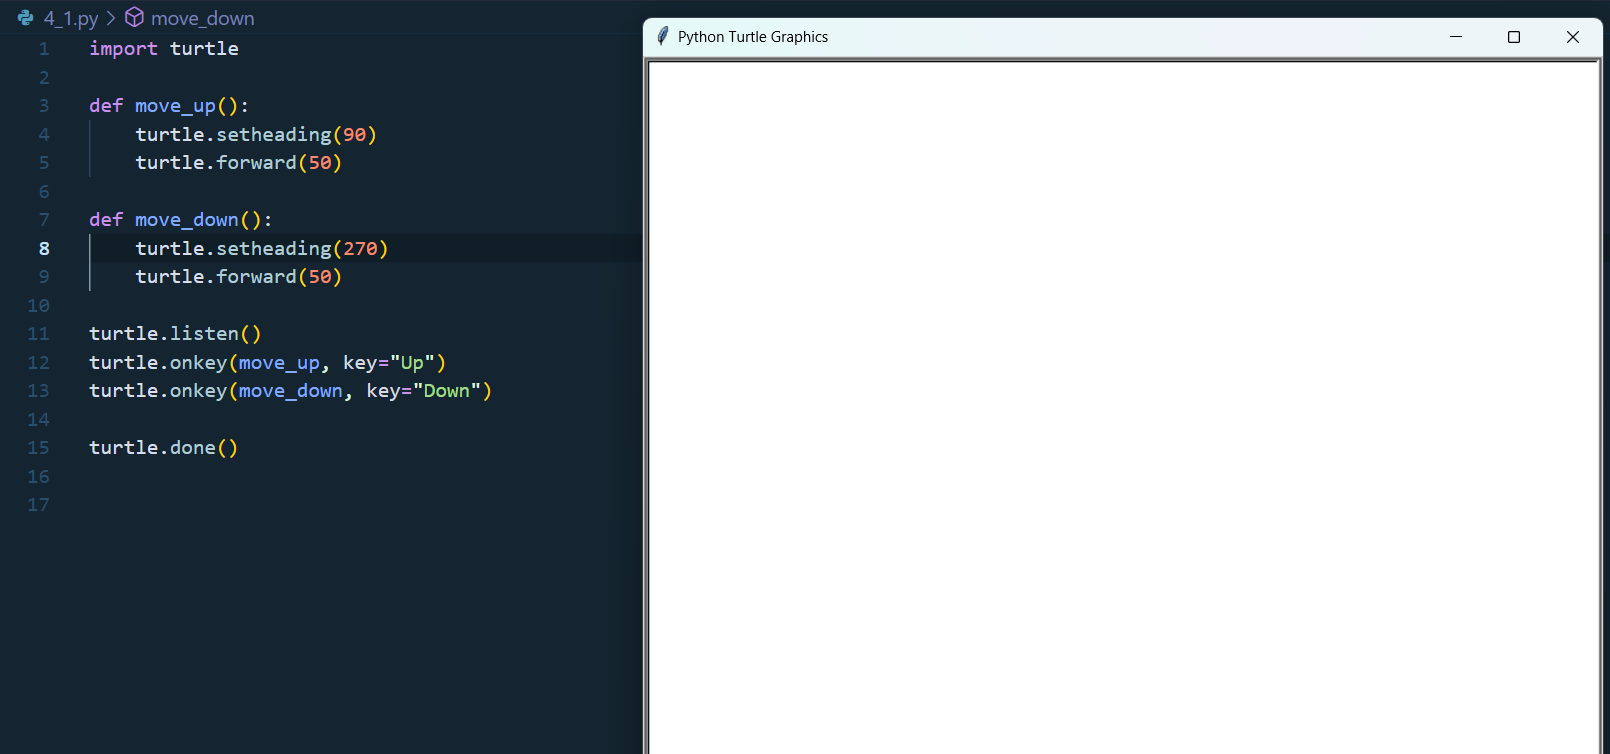 4_1.py > move_down
1 import turtle
2
3 def move_up():
4     turtle.setheading(90)
5     turtle.forward(50)
6
7 def move_down():
8     turtle.setheading(270)
9     turtle.forward(50)
10
11 turtle.listen()
12 turtle.onkey(move_up, key="Up")
13 turtle.onkey(move_down, key="Down")
14
15 turtle.done()
16
17
Python Turtle Graphics